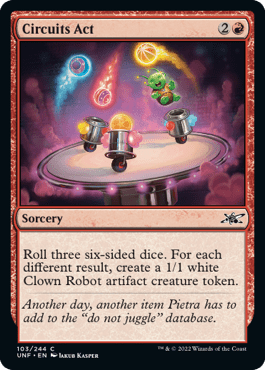 Circuits Act 2
Sorcery
Roll three six-sided dice. For each
different result, create a 1/1 white
Clown Robot artifact creature token.
Another day, another item Pietra has to
add to the “do not juggle” database.
103/244 C
UNF • EN Jakub Kasper
™ & © 2022 Wizards of the Coast